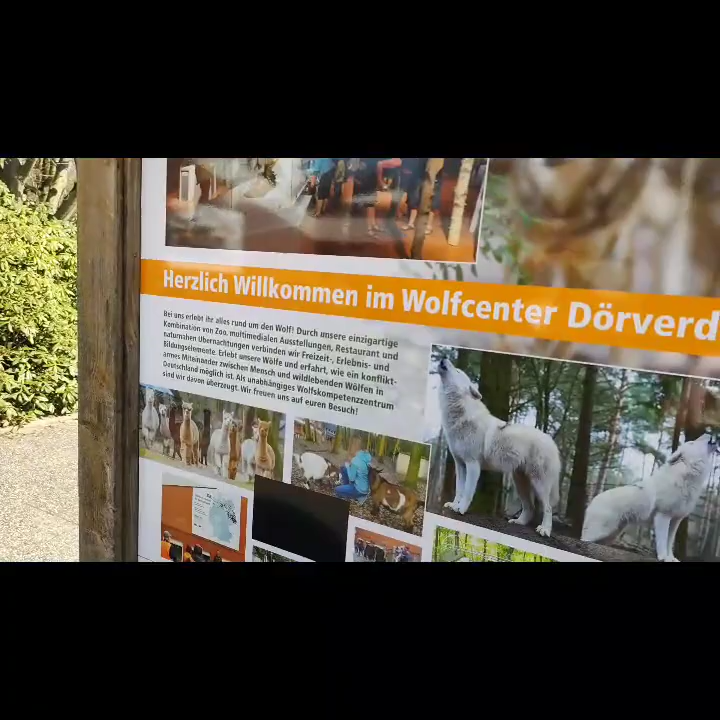 Herzlich Willkommen im Wolfcenter Dörverd
Bei uns erlebt ihr alles rund um den Wolf! Durch unsere einzigartige
Kombination von Zoo, multimedialen Ausstellungen, Restaurant und
naturnahen Übernachtungen verbinden wir Freizeit-, Erlebnis- und
Bildungselemente. Erlebt unsere Wölfe und erfahrt, wie ein konflikt-
armes Miteinander zwischen Mensch und wildlebenden Wölfen in
Deutschland möglich ist. Als unabhängiges Wolfskompetenzzentrum
sind wir davon überzeugt. Wir freuen uns auf euren Besuch!